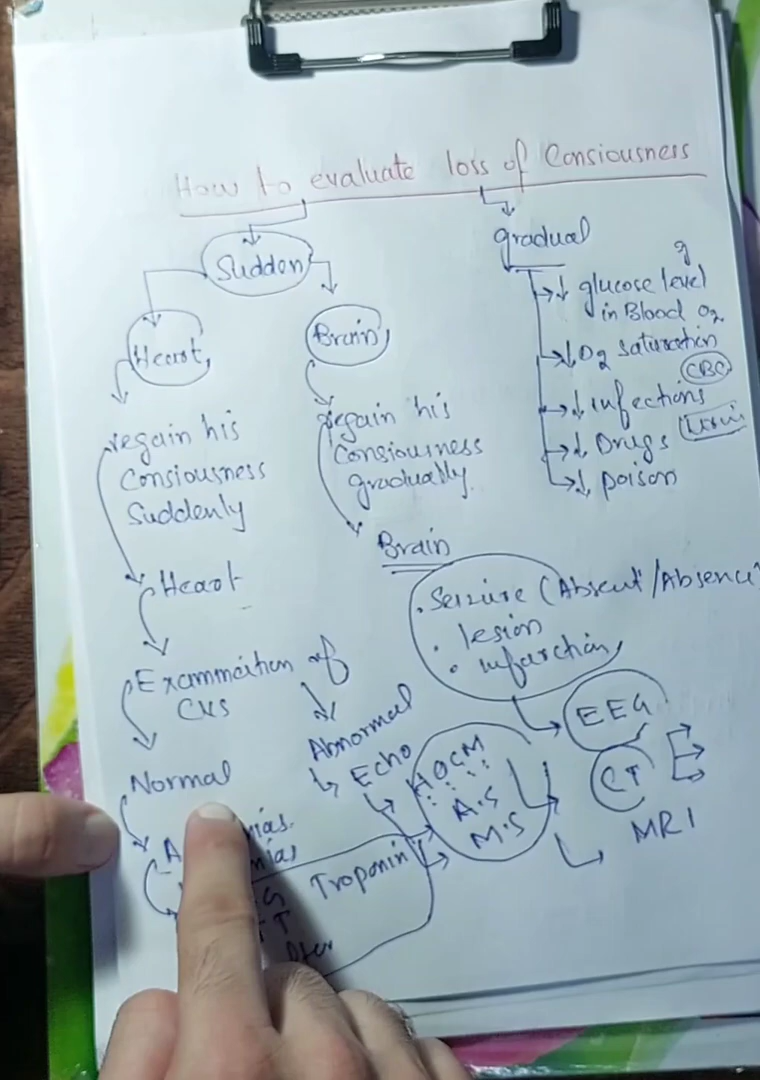 How to evaluate loss of Consiousness
Sudden
Heart,
regain his
Consiousness
Suddenly
Heart
Examination of
CVS
Normal
Abnormal
Echo
Troponin
HOCM
A.S
M.S
Brain,
regain his
Consiousness
gradually
Brain
• Seizure (Absent/Absence
• lesion
• infarction,
EEG
CT
MRI
gradual
↓ glucose level
in Blood O2
↓ O2 saturation
CBC
↓ infections
↓ Drugs
↓ poison